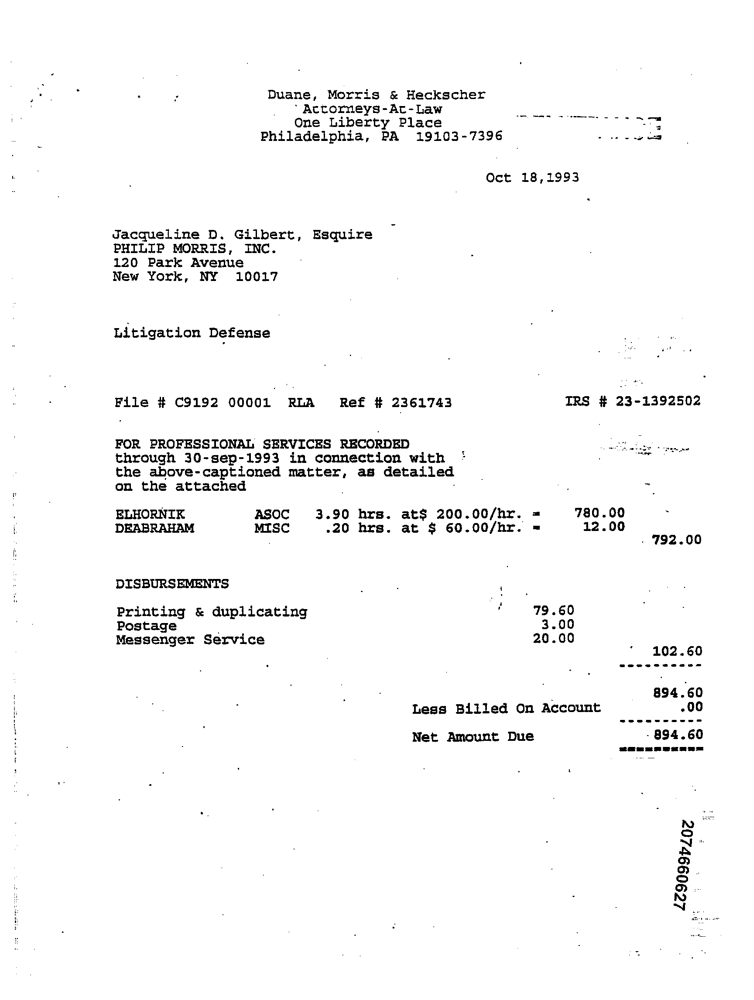 Duane, Morris & Heckscher
Attorneys-At-Law
One Liberty Place
Philadelphia, PA 19103-7396
Oct 18,1993
Jacqueline D. Gilbert, Esquire
PHILIP MORRIS, INC.
120 Park Avenue
New York, NY 10017
Litigation Defense
File # C9192 00001 RLA Ref # 2361743 IRS # 23-1392502
FOR PROFESSIONAL SERVICES RECORDED
through 30-sep-1993 in connection with
the above-captioned matter, as detailed
on the attached
ELHORNIK ASOC 3.90 hrs. at$ 200.00/hr. = 780.00
DEABRAHAM MISC .20 hrs. at $ 60.00/hr. = 12.00
792.00
DISBURSEMENTS
Printing & duplicating 79.60
Postage 3.00
Messenger Service 20.00
102.60
894.60
Less Billed On Account .00
Net Amount Due 894.60
2074660627